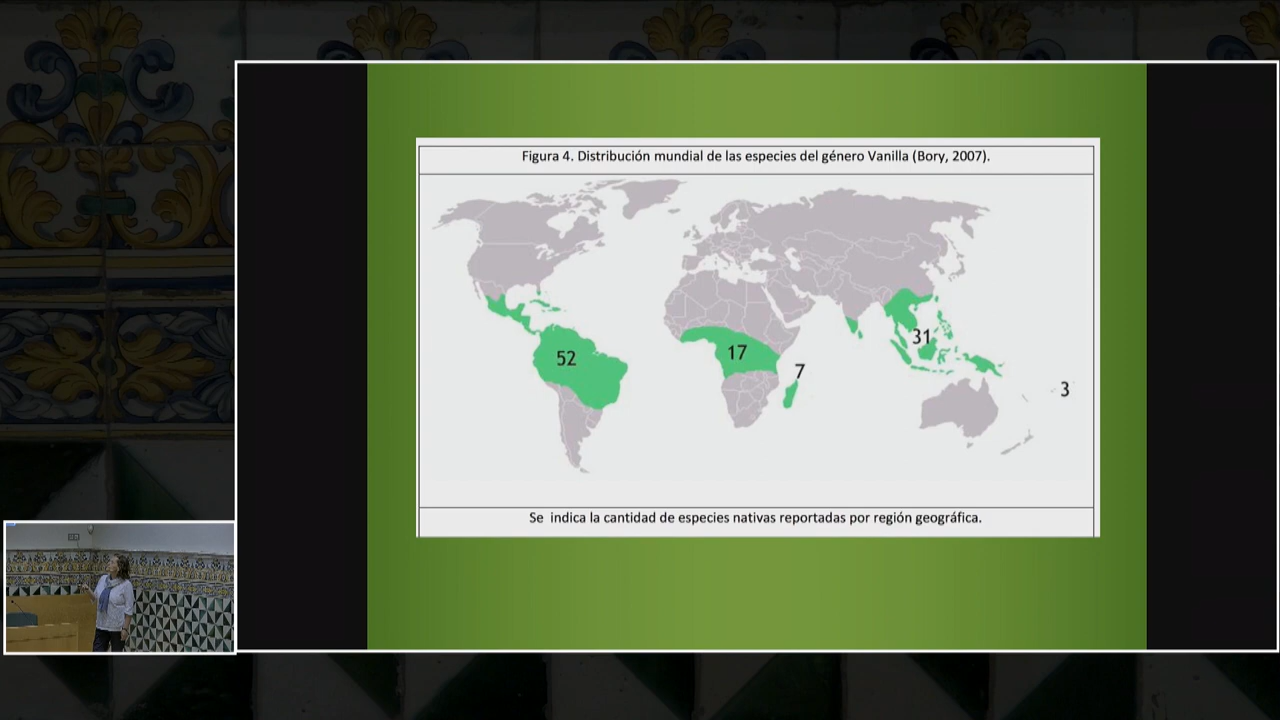 Figura 4. Distribución mundial de las especies del género Vanilla (Bory, 2007).
52
17
7
31
3
Se indica la cantidad de especies nativas reportadas por región geográfica.